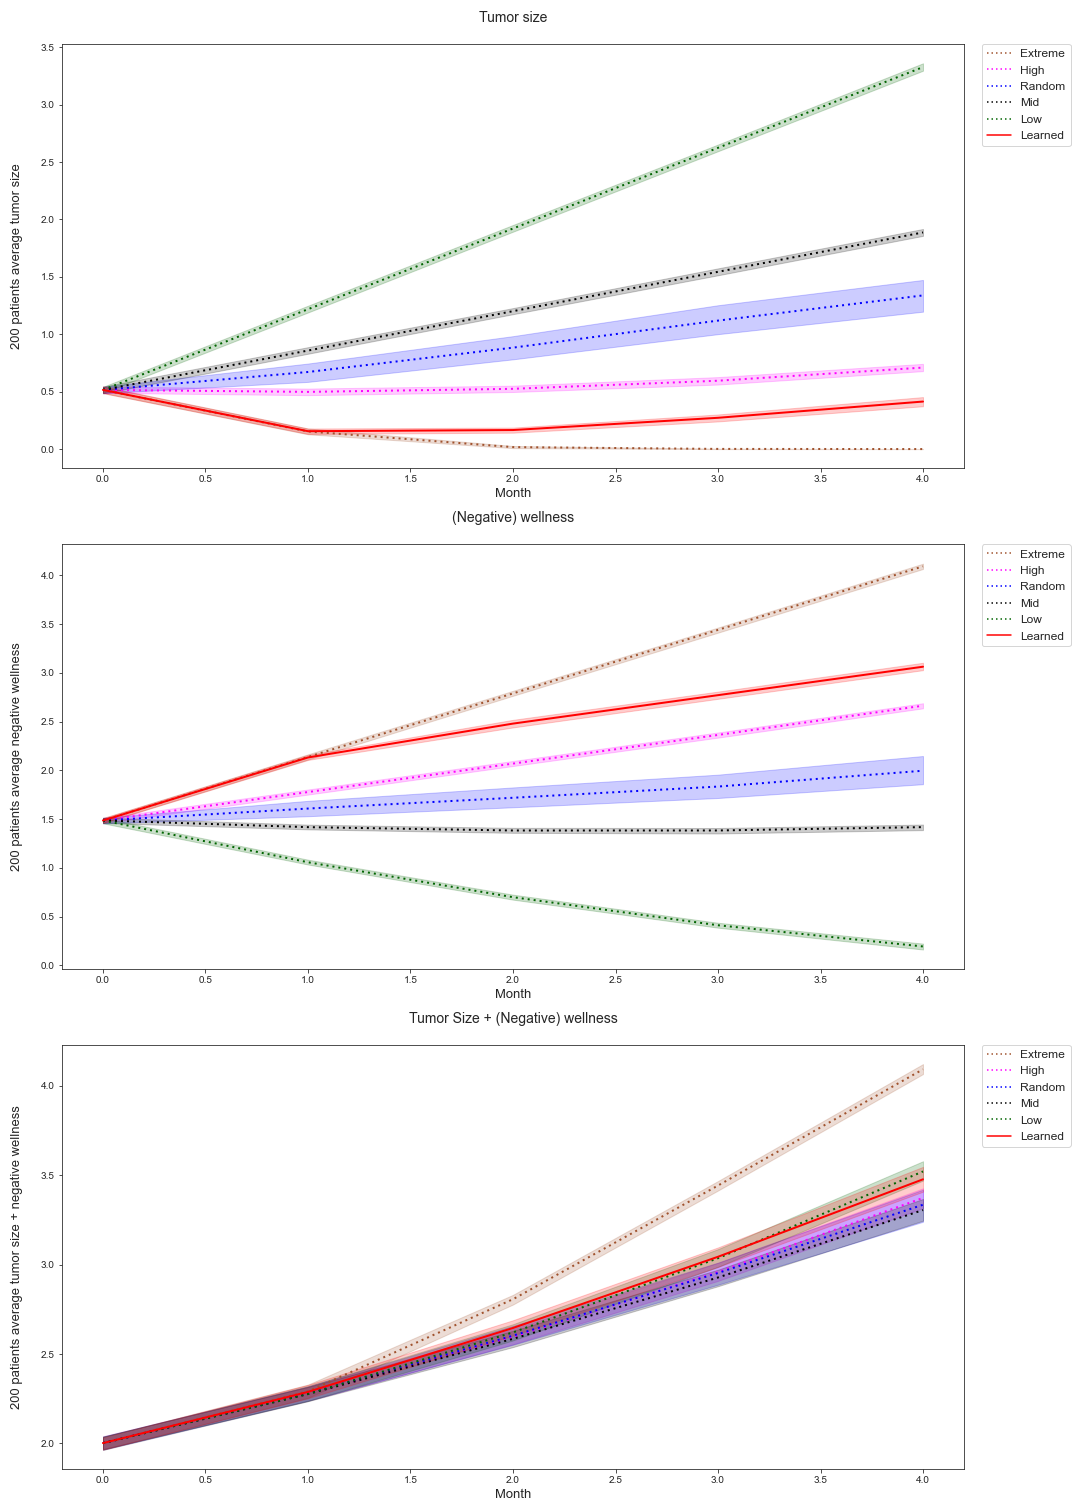 Tumor size
200 patients average tumor size
3.5
3.0
2.5
2.0
1.5
1.0
0.5
0.0
0.0 0.5 1.0 1.5 2.0 2.5 3.0 3.5 4.0
Month
Extreme
High
Random
Mid
Low
Learned
(Negative) wellness
200 patients average negative wellness
4.0
3.5
3.0
2.5
2.0
1.5
1.0
0.5
0.0
0.0 0.5 1.0 1.5 2.0 2.5 3.0 3.5 4.0
Month
Extreme
High
Random
Mid
Low
Learned
Tumor Size + (Negative) wellness
200 patients average tumor size + negative wellness
4.0
3.5
3.0
2.5
2.0
0.0 0.5 1.0 1.5 2.0 2.5 3.0 3.5 4.0
Month
Extreme
High
Random
Mid
Low
Learned